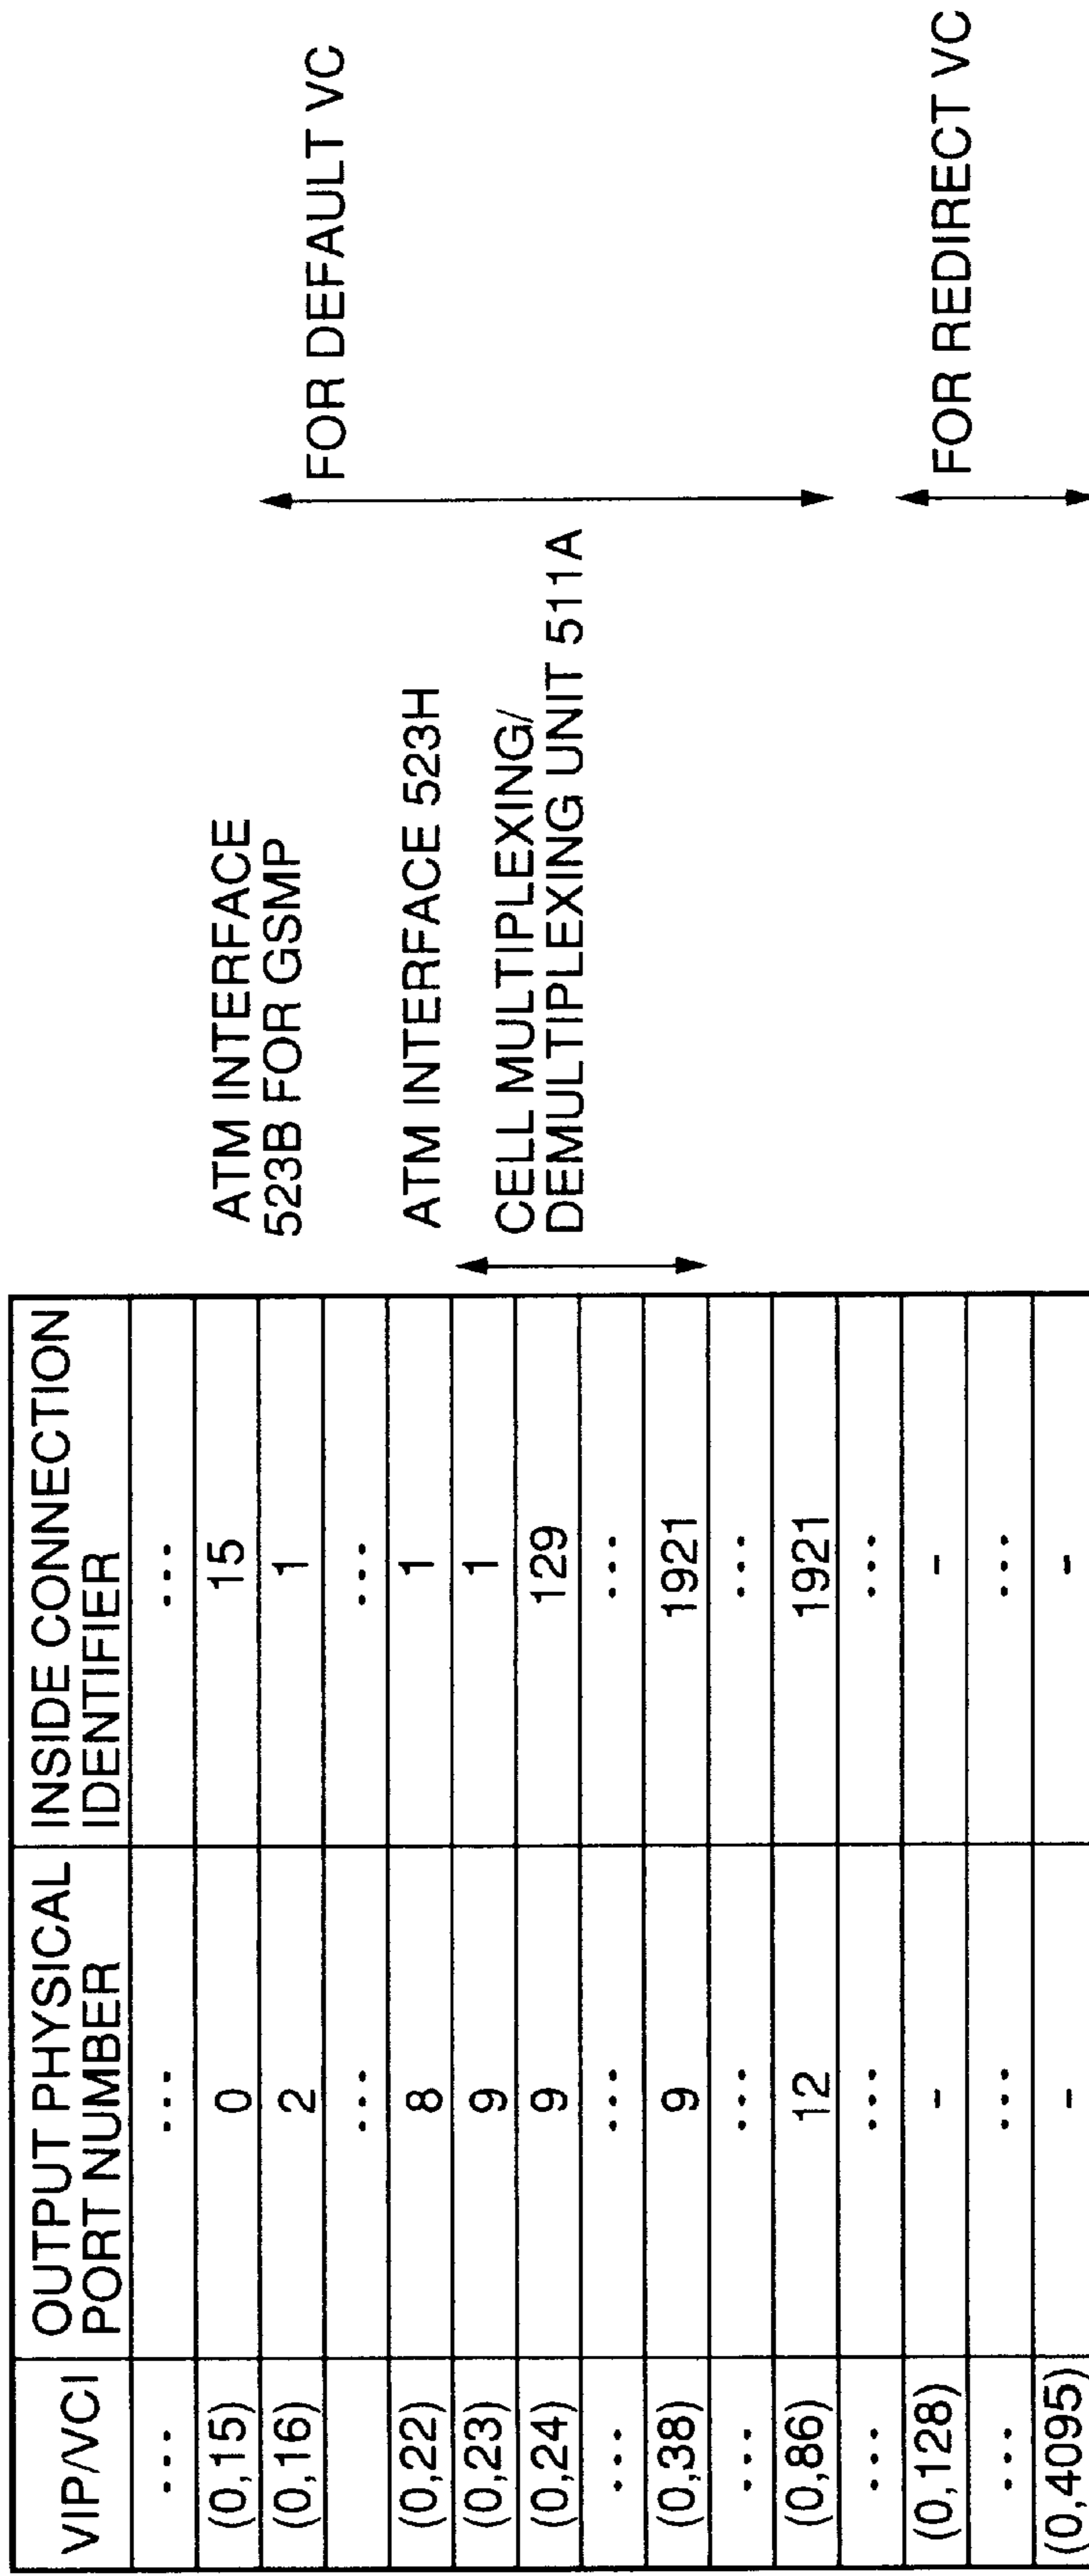 VIP/VCI OUTPUT PHYSICAL PORT NUMBER INSIDE CONNECTION IDENTIFIER
... ... ...
(0,15) 0 15 ATM INTERFACE 523B FOR GSMP
(0,16) 2 1
... ...
(0,22) 8 1 ATM INTERFACE 523H
(0,23) 9 1
(0,24) 9 129
... ... ...
(0,38) 9 1921
CELL MULTIPLEXING/
DEMULTIPLEXING UNIT 511A
... ... ...
(0,86) 12 1921
FOR DEFAULT VC
... ... ...
(0,128) - -
... ... ...
(0,4095) - -
FOR REDIRECT VC